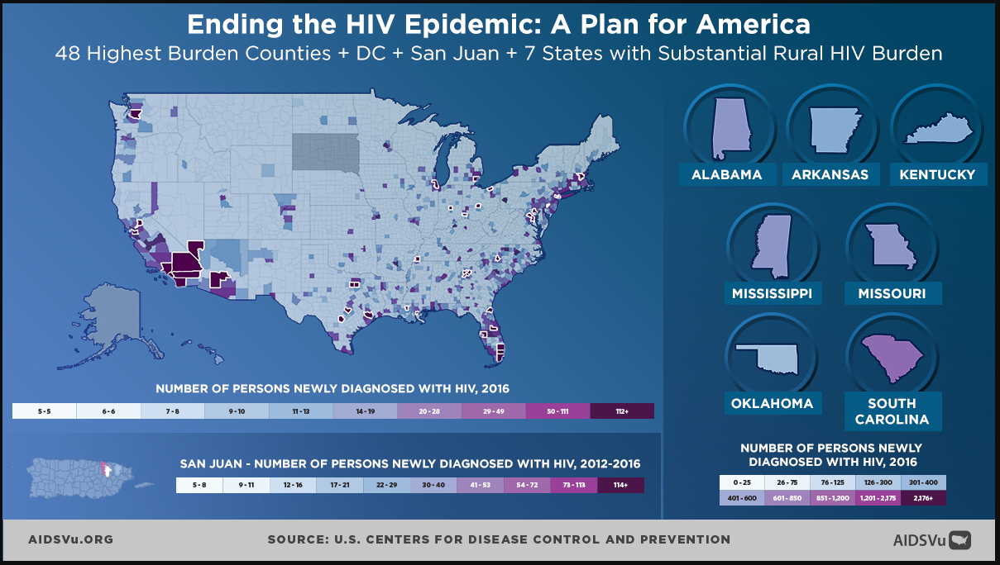 Ending the HIV Epidemic: A Plan for America
48 Highest Burden Counties + DC + San Juan + 7 States with Substantial Rural HIV Burden
ALABAMA
ARKANSAS
KENTUCKY
MISSISSIPPI
MISSOURI
OKLAHOMA
SOUTH
CAROLINA
NUMBER OF PERSONS NEWLY DIAGNOSED WITH HIV, 2016
5-5 6-6 7-8 9-10 11-13 14-19 20-28 29-49 50-111 112+
SAN JUAN - NUMBER OF PERSONS NEWLY DIAGNOSED WITH HIV, 2012-2016
5-8 9-11 12-16 17-21 22-29 30-40 41-53 54-72 73-113 114+
NUMBER OF PERSONS NEWLY
DIAGNOSED WITH HIV, 2016
0-25 26-75 76-125 126-300 301-400
401-600 601-850 851-1,200 1,201-2,175 2,176+
AIDSVu.ORG
SOURCE: U.S. CENTERS FOR DISEASE CONTROL AND PREVENTION
AIDSVu